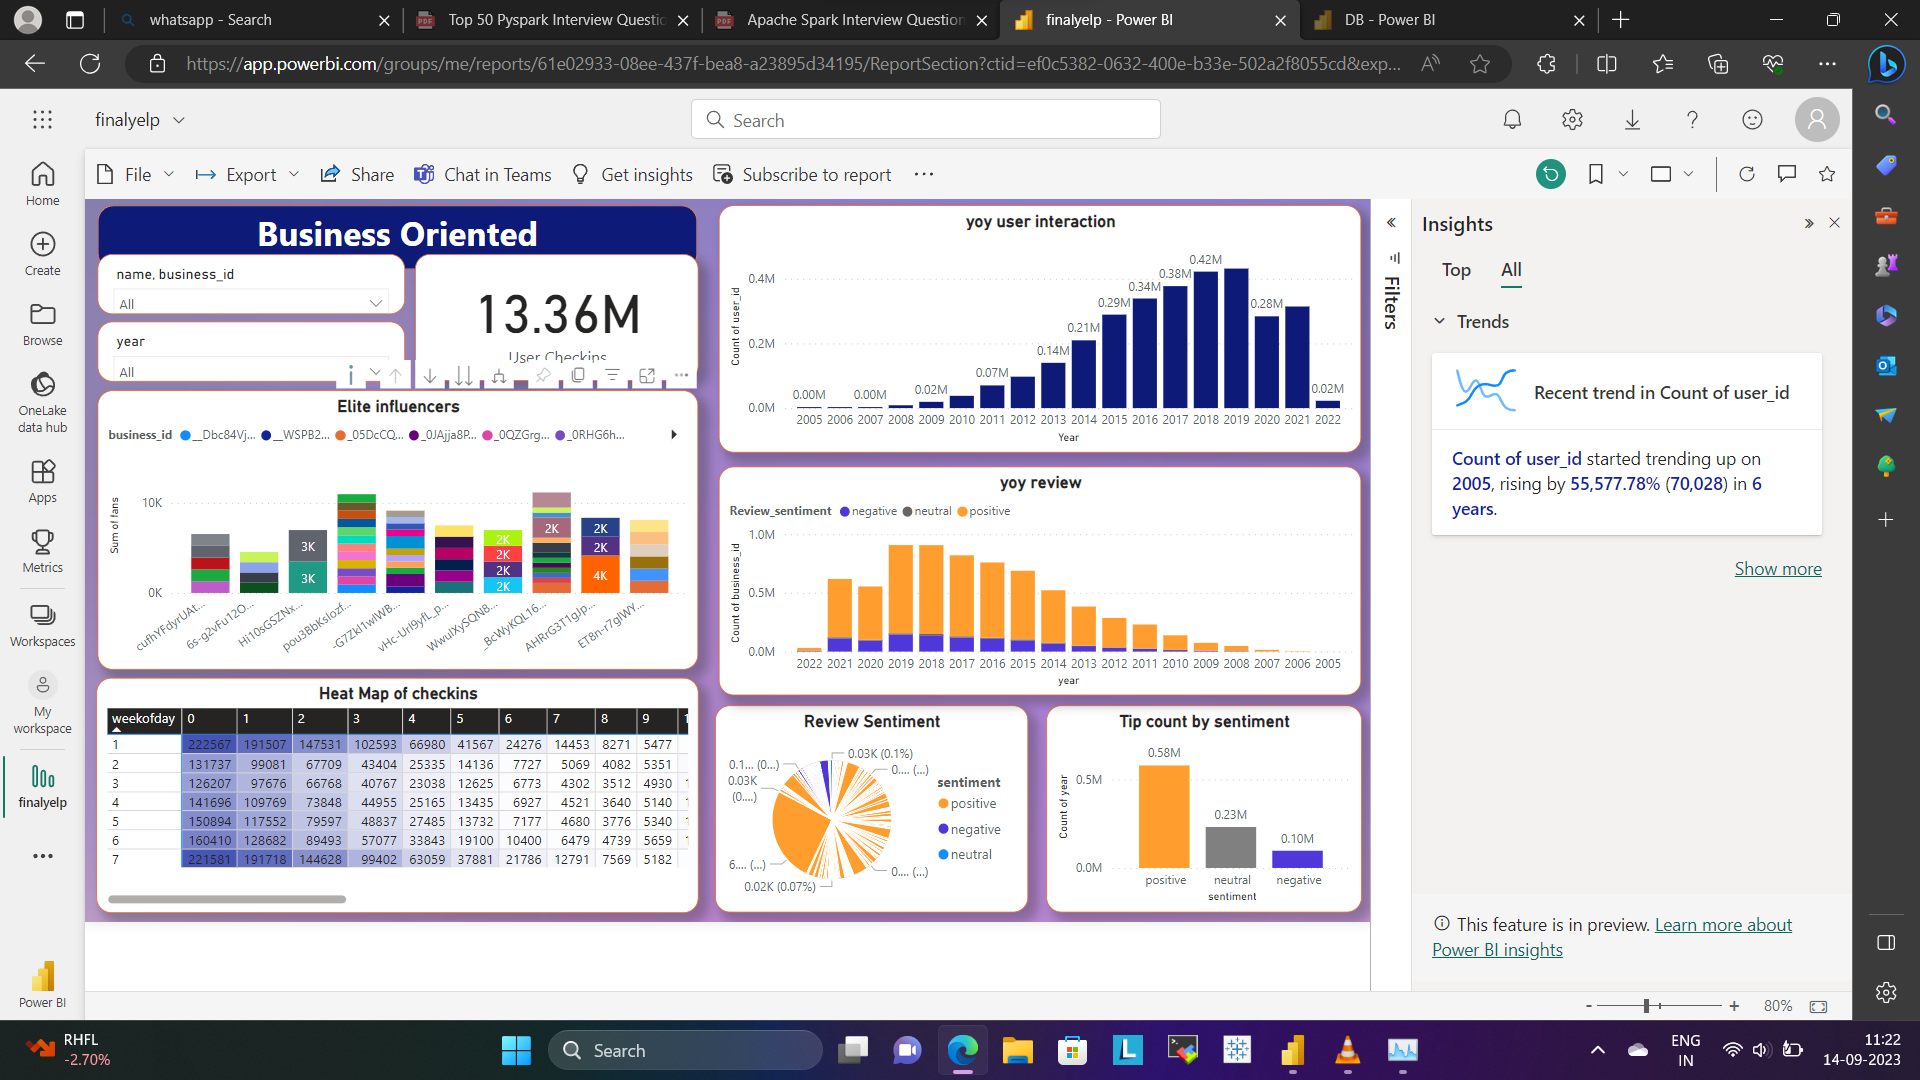 whatsapp - Search
Top 50 Pyspark Interview Questio
Apache Spark Interview Question
finalyelp - Power BI
DB - Power BI
https://app.powerbi.com/groups/me/reports/61e02933-08ee-437f-bea8-a23895d34195/ReportSection?ctid=ef0c5382-0632-400e-b33e-502a2f8055cd&exp...
finalyelp
Search
File
Export
Share
Chat in Teams
Get insights
Subscribe to report
Home
Create
Browse
OneLake
data hub
Apps
Metrics
Workspaces
My
workspace
finalyelp
Power BI
Business Oriented
name, business_id
All
year
All
13.36M
User Checkins
Elite influencers
business_id __Dbc84Vj... __WSPB2... _05DcCQ... _0JAjja8P... _0QZGrg... _0RHG6h...
Sum of fans
10K
0K
3K
3K
2K
2K
2K
2K
2K
2K
2K
4K
cufhYFdyrUAt...
6s-g2vFu12O...
Hi10sGSZNx...
pou3BbKsIozf...
-G7Zkl1wIWB...
vHc-UrI9yfL_p...
WwulXySQN8...
_BcWyKQL16...
AHRrG3T1gJp...
ET8n-r7glWY...
Heat Map of checkins
weekofday 0 1 2 3 4 5 6 7 8 9 1
1 222567 191507 147531 102593 66980 41567 24276 14453 8271 5477
2 131737 99081 67709 43404 25335 14136 7727 5069 4082 5351
3 126207 97676 66768 40767 23038 12625 6773 4302 3512 4930
4 141696 109769 73848 44955 25165 13435 6927 4521 3640 5140
5 150894 117552 79597 48837 27485 13732 7177 4680 3776 5340
6 160410 128682 89493 57077 33843 19100 10400 6479 4739 5659
7 221581 191718 144628 99402 63059 37881 21786 12791 7569 5182
yoy user interaction
Count of user_id
0.4M
0.2M
0.0M
0.00M 0.00M 0.02M 0.07M 0.14M 0.21M 0.29M 0.34M 0.38M 0.42M 0.28M 0.02M
2005 2006 2007 2008 2009 2010 2011 2012 2013 2014 2015 2016 2017 2018 2019 2020 2021 2022
Year
yoy review
Review_sentiment negative neutral positive
Count of business_id
1.0M
0.5M
0.0M
2022 2021 2020 2019 2018 2017 2016 2015 2014 2013 2012 2011 2010 2009 2008 2007 2006 2005
year
Review Sentiment
0.03K (0.1%)
0.1... (0...)
0.... (...)
0.03K
(0....)
6.... (...)
0.... (...)
0.02K (0.07%)
sentiment
positive
negative
neutral
Tip count by sentiment
Count of year
0.5M
0.0M
0.58M
0.23M
0.10M
positive neutral negative
sentiment
Filters
Insights
Top
All
Trends
Recent trend in Count of user_id
Count of user_id started trending up on
2005, rising by 55,577.78% (70,028) in 6
years.
Show more
This feature is in preview. Learn more about
Power BI insights
- + 80%
RHFL
-2.70%
Search
ENG
IN
11:22
14-09-2023